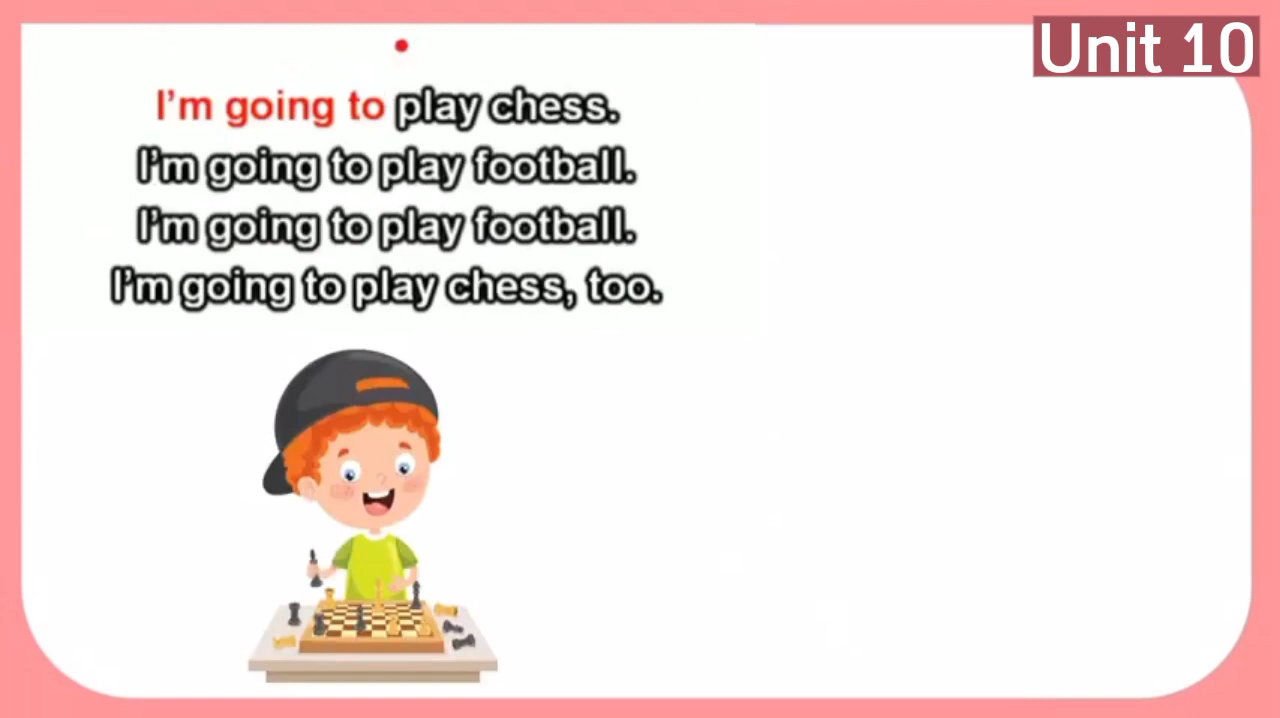 Unit 10
I'm going to play chess.
I'm going to play football.
I'm going to play football.
I'm going to play chess, too.